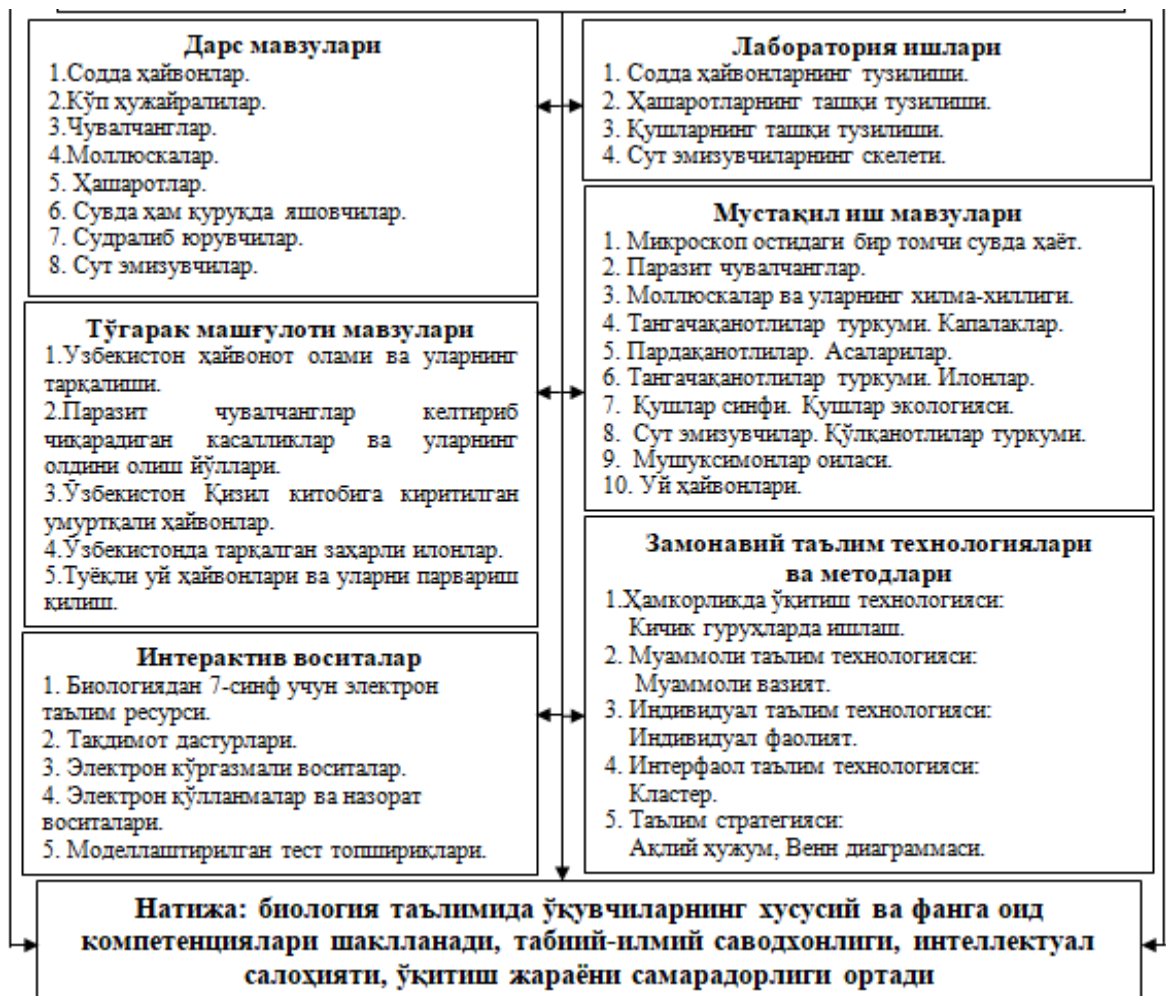 Дарс мавзулари
1.Содда ҳайвонлар.
2.Кўп ҳужайралилар.
3.Чувалчанглар.
4.Моллюскалар.
5. Ҳашаротлар.
6. Сувда ҳам қуруқда яшовчилар.
7. Судралиб юрувчилар.
8. Сут эмизувчилар.
Лаборатория ишлари
1. Содда ҳайвонларнинг тузилиши.
2. Ҳашаротларнинг ташқи тузилиши.
3. Қушларнинг ташқи тузилиши.
4. Сут эмизувчиларнинг скелети.
Мустақил иш мавзулари
1. Микроскоп остидаги бир томчи сувда ҳаёт.
2. Паразит чувалчанглар.
3. Моллюскалар ва уларнинг хилма-хиллиги.
4. Тангачақанотлилар туркуми. Капалаклар.
5. Пардақанотлилар. Асаларилар.
6. Тангачақанотлилар туркуми. Илонлар.
7. Қушлар синфи. Қушлар экологияси.
8. Сут эмизувчилар. Қўлқанотлилар туркуми.
9. Мушуксимонлар оиласи.
10. Уй ҳайвонлари.
Тўгарак машғулоти мавзулари
1.Узбекистон ҳайвонот олами ва уларнинг
тарқалиши.
2.Паразит чувалчанглар келтириб
чиқарадиган касалликлар ва уларнинг
олдини олиш йўллари.
3.Ўзбекистон Қизил китобига киритилган
умуртқали ҳайвонлар.
4.Ўзбекистонда тарқалган заҳарли илонлар.
5.Туёқли уй ҳайвонлари ва уларни парвариш
қилиш.
Замонавий таълим технологиялари
ва методлари
1.Ҳамкорликда ўқитиш технологияси:
Кичик гуруҳларда ишлаш.
2. Муаммоли таълим технологияси:
Муаммоли вазият.
3. Индивидуал таълим технологияси:
Индивидуал фаолият.
4. Интерфаол таълим технологияси:
Кластер.
5. Таълим стратегияси:
Ақлий ҳужум, Венн диаграммаси.
Интерактив воситалар
1. Биологиядан 7-синф учун электрон
таълим ресурси.
2. Тақдимот дастурлари.
3. Электрон кўргазмали воситалар.
4. Электрон қўлланмалар ва назорат
воситалари.
5. Моделлаштирилган тест топшириқлари.
Натижа: биология таълимида ўқувчиларнинг хусусий ва фанга оид
компетенциялари шаклланади, табиий-илмий саводхонлиги, интеллектуал
салоҳияти, ўқитиш жараёни самарадорлиги ортади